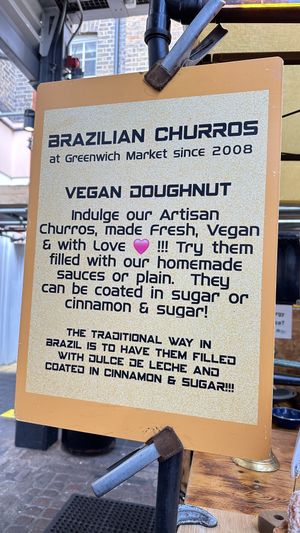 BRAZILIAN CHURROS
at Greenwich Market since 2008
VEGAN DOUGHNUT
Indulge our Artisan
Churros, made Fresh, Vegan
& with Love 💗 !!! Try them
filled with our homemade
sauces or plain. They
can be coated in sugar or
cinnamon & sugar!
THE TRADITIONAL WAY IN
BRAZIL IS TO HAVE THEM FILLED
WITH DULCE DE LECHE AND
COATED IN CINNAMON & SUGAR!!!